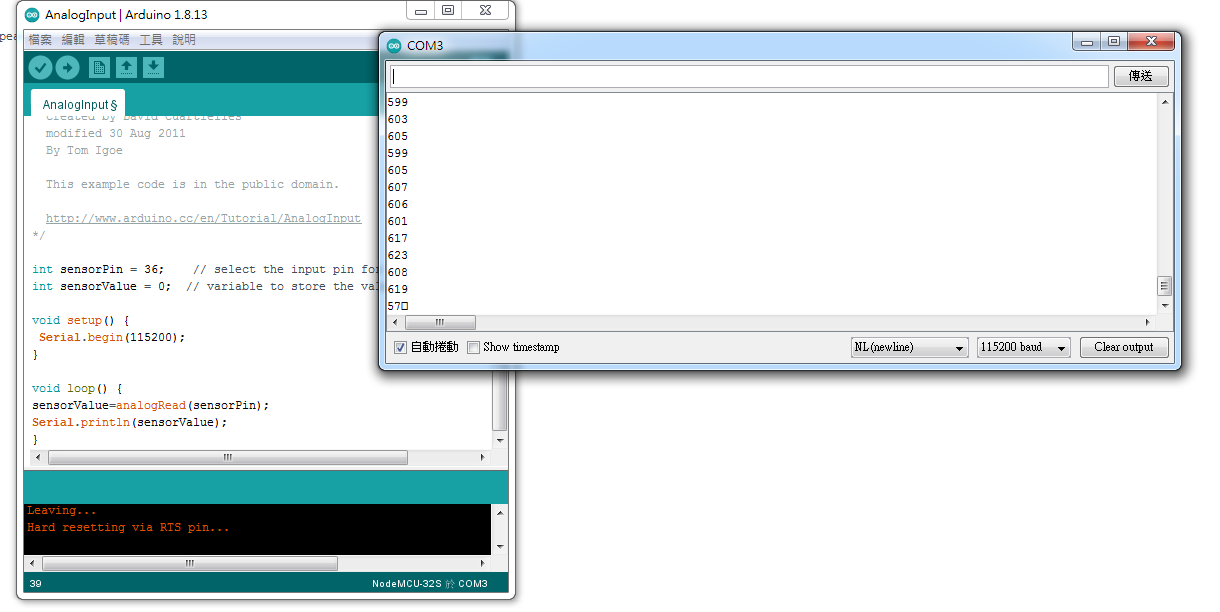 AnalogInput | Arduino 1.8.13
檔案 編輯 草稿碼 工具 說明
AnalogInput §
created by David Cuartielles
modified 30 Aug 2011
By Tom Igoe
This example code is in the public domain.
http://www.arduino.cc/en/Tutorial/AnalogInput
*/
int sensorPin = 36;    // select the input pin for
int sensorValue = 0;  // variable to store the val
void setup() {
Serial.begin(115200);
}
void loop() {
sensorValue=analogRead(sensorPin);
Serial.println(sensorValue);
}
Leaving...
Hard resetting via RTS pin...
39
NodeMCU-32S 於 COM3
COM3
傳送
599
603
605
599
605
607
606
601
617
623
608
619
57□
自動捲動 Show timestamp NL(newline) 115200 baud Clear output